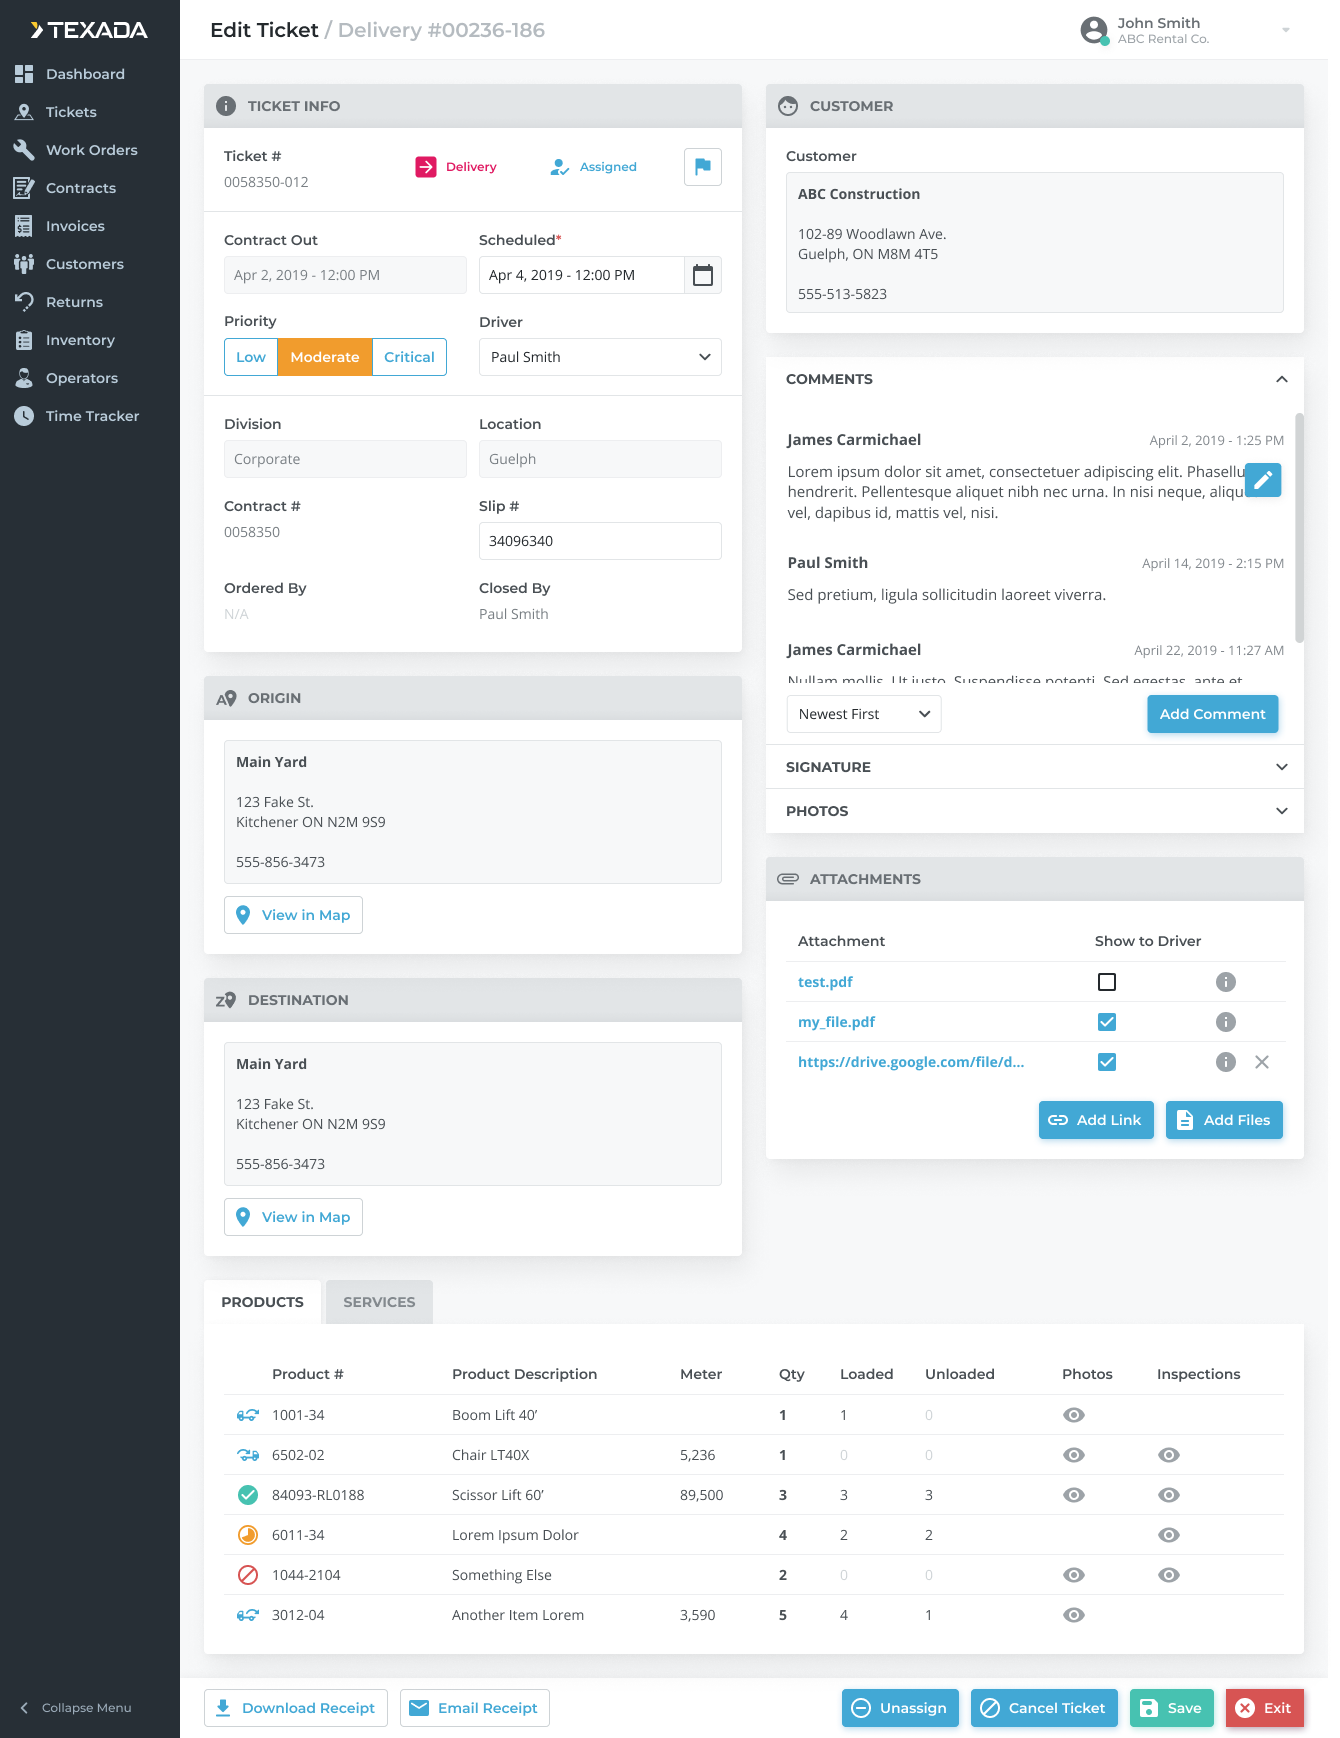 TEXADA
Dashboard
Tickets
Work Orders
Contracts
Invoices
Customers
Returns
Inventory
Operators
Time Tracker
Collapse Menu
Edit Ticket / Delivery #00236-186
John Smith
ABC Rental Co.
TICKET INFO
Ticket #
0058350-012
Delivery
Assigned
Contract Out
Scheduled*
Apr 2, 2019 - 12:00 PM
Apr 4, 2019 - 12:00 PM
Priority
Driver
Low Moderate Critical
Paul Smith
Division
Location
Corporate
Guelph
Contract #
Slip #
0058350
34096340
Ordered By
Closed By
N/A
Paul Smith
A ORIGIN
Main Yard
123 Fake St.
Kitchener ON N2M 9S9
555-856-3473
View in Map
Z DESTINATION
Main Yard
123 Fake St.
Kitchener ON N2M 9S9
555-856-3473
View in Map
CUSTOMER
Customer
ABC Construction
102-89 Woodlawn Ave.
Guelph, ON M8M 4T5
555-513-5823
COMMENTS
James Carmichael April 2, 2019 - 1:25 PM
Lorem ipsum dolor sit amet, consectetuer adipiscing elit. Phasellu
hendrerit. Pellentesque aliquet nibh nec urna. In nisi neque, aliqu
vel, dapibus id, mattis vel, nisi.
Paul Smith April 14, 2019 - 2:15 PM
Sed pretium, ligula sollicitudin laoreet viverra.
James Carmichael April 22, 2019 - 11:27 AM
Nullam mollis. Ut justo. Suspendisse potenti. Sed egestas, ante et
Newest First
Add Comment
SIGNATURE
PHOTOS
ATTACHMENTS
Attachment Show to Driver
test.pdf
my_file.pdf
https://drive.google.com/file/d...
Add Link
Add Files
PRODUCTS SERVICES
Product # Product Description Meter Qty Loaded Unloaded Photos Inspections
1001-34 Boom Lift 40’ 1 1 0
6502-02 Chair LT40X 5,236 1 0 0
84093-RL0188 Scissor Lift 60’ 89,500 3 3 3
6011-34 Lorem Ipsum Dolor 4 2 2
1044-2104 Something Else 2 0 0
3012-04 Another Item Lorem 3,590 5 4 1
Download Receipt
Email Receipt
Unassign
Cancel Ticket
Save
Exit